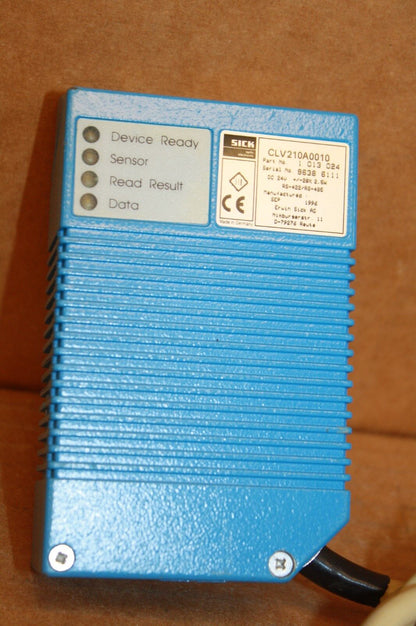 Device Ready
Sensor
Read Result
Data
SICK
CLV210A0010
Part No. 1 013 024
Serial No. 9638 6111
DC 24V +/-20% 2.5W
RS-422/RS-485
Manufactured
SEP 1996
Erwin Sick AG
Nimburgerstr. 11
D-79276 Reute
CE
Made in Germany